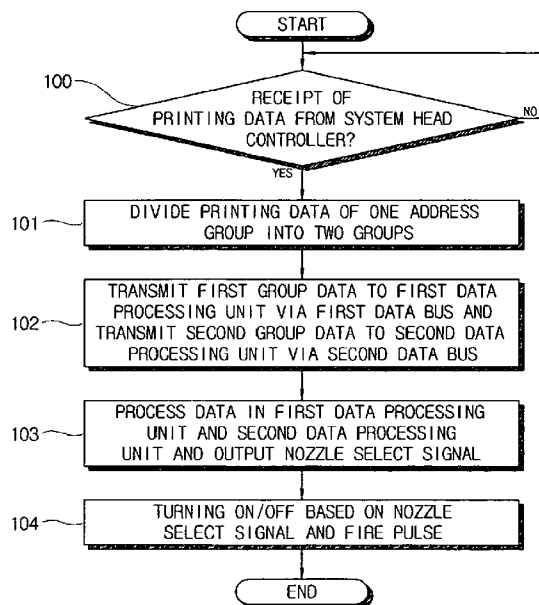 START
100
RECEIPT OF
PRINTING DATA FROM SYSTEM HEAD
CONTROLLER?
NO
YES
101
DIVIDE PRINTING DATA OF ONE ADDRESS
GROUP INTO TWO GROUPS
102
TRANSMIT FIRST GROUP DATA TO FIRST DATA
PROCESSING UNIT VIA FIRST DATA BUS AND
TRANSMIT SECOND GROUP DATA TO SECOND DATA
PROCESSING UNIT VIA SECOND DATA BUS
103
PROCESS DATA IN FIRST DATA PROCESSING
UNIT AND SECOND DATA PROCESSING
UNIT AND OUTPUT NOZZLE SELECT SIGNAL
104
TURNING ON/OFF BASED ON NOZZLE
SELECT SIGNAL AND FIRE PULSE
END